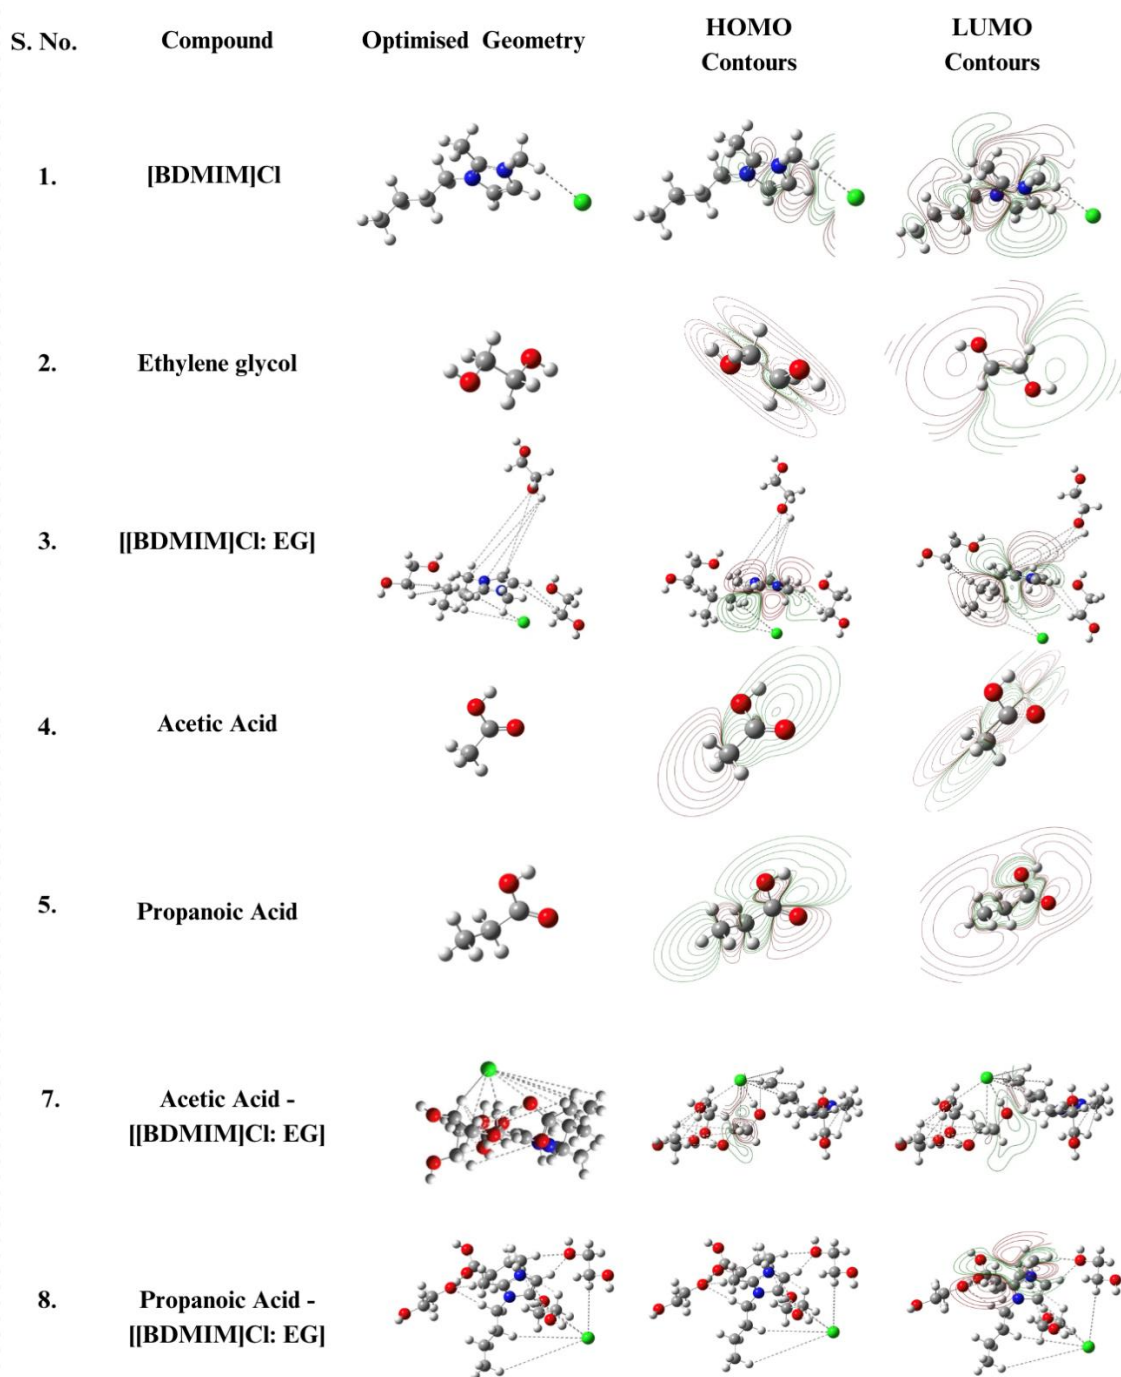 S. No. Compound Optimised Geometry HOMO Contours LUMO Contours
1. [BDMIM]Cl
2. Ethylene glycol
3. [[BDMIM]Cl: EG]
4. Acetic Acid
5. Propanoic Acid
7. Acetic Acid -
[[BDMIM]Cl: EG]
8. Propanoic Acid -
[[BDMIM]Cl: EG]